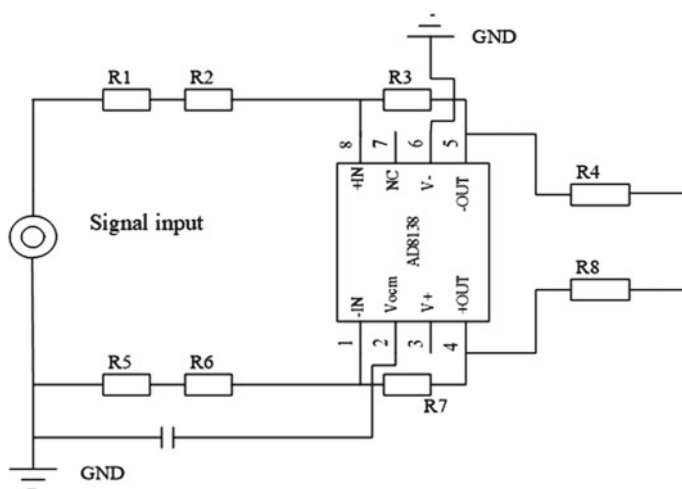 GND
R1
R2
R3
8
7
6
5
+IN
NC
V-
-OUT
R4
Signal input
AD8138
R8
-IN
Vocm
V+
+OUT
1
2
3
4
R5
R6
R7
GND